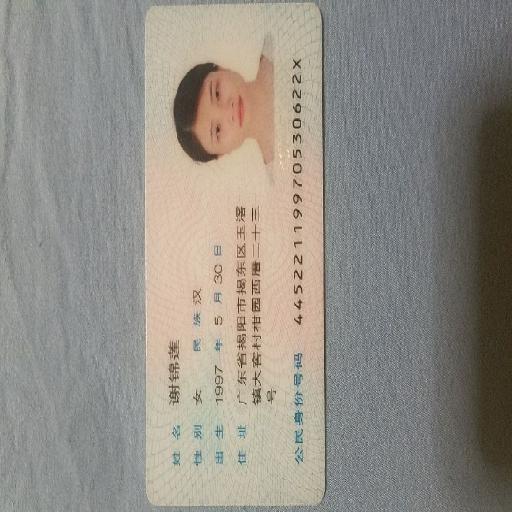 姓名 谢锦莲
性别 女 民族 汉
出生 1997 年 5 月 30 日
住址 广东省揭阳市揭东区玉滘
镇大窖村柑园西厝二十三
号
公民身份号码 44522119970530622X